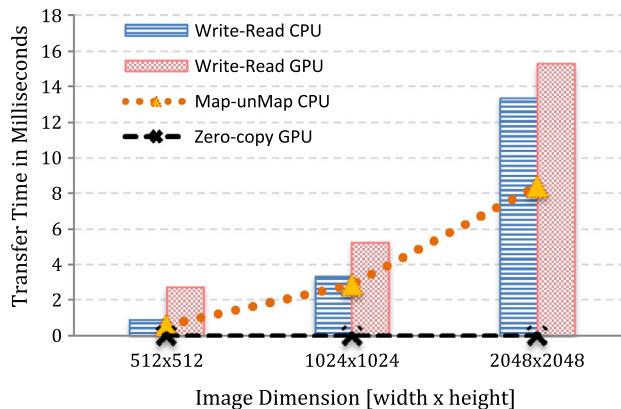 18
16
14
12
10
8
6
4
2
0
Transfer Time in Milliseconds
Write-Read CPU
Write-Read GPU
Map-unMap CPU
Zero-copy GPU
512x512 1024x1024 2048x2048
Image Dimension [width x height]